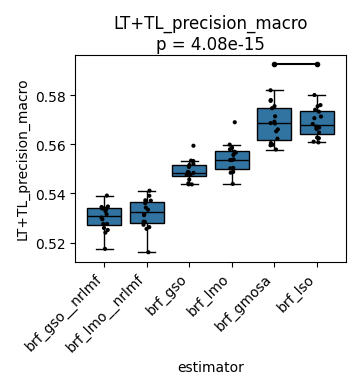 LT+TL_precision_macro
p = 4.08e-15
LT+TL_precision_macro
0.58
0.56
0.54
0.52
brf_gso__nrlmf
brf_lmo__nrlmf
brf_gso
brf_lmo
brf_gmosa
brf_lso
estimator